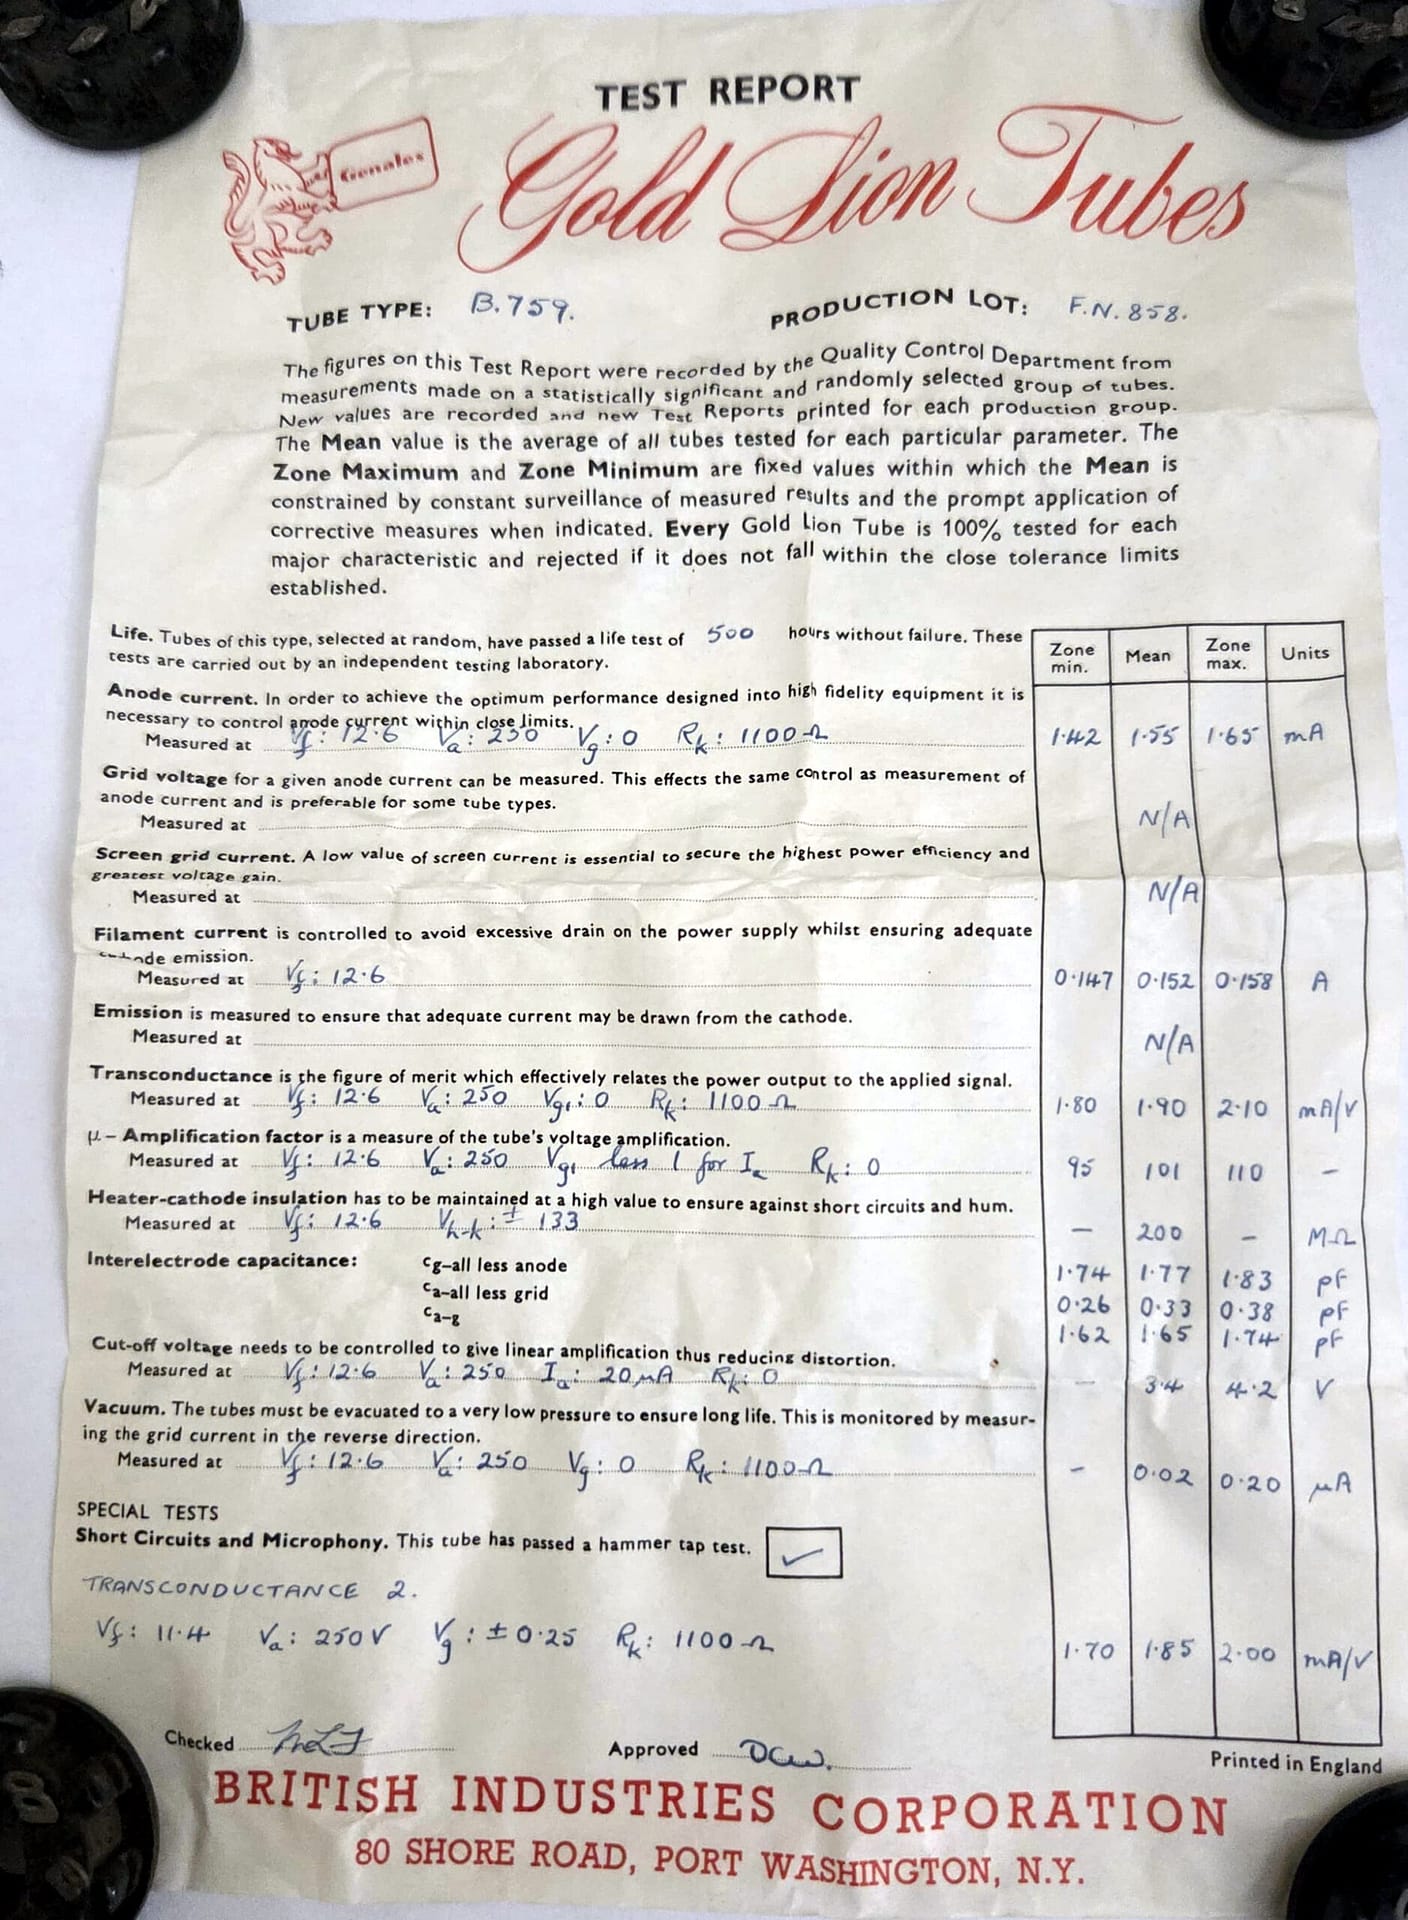 TEST REPORT
Genalex
Gold Lion Tubes
TUBE TYPE: B.759. PRODUCTION LOT: F.N. 858.
The figures on this Test Report were recorded by the Quality Control Department from
measurements made on a statistically significant and randomly selected group of tubes.
New values are recorded and new Test Reports printed for each production group.
The Mean value is the average of all tubes tested for each particular parameter. The
Zone Maximum and Zone Minimum are fixed values within which the Mean is
constrained by constant surveillance of measured results and the prompt application of
corrective measures when indicated. Every Gold Lion Tube is 100% tested for each
major characteristic and rejected if it does not fall within the close tolerance limits
established.
Life. Tubes of this type, selected at random, have passed a life test of 500 hours without failure. These
tests are carried out by an independent testing laboratory.
Zone min. Mean Zone max. Units
Anode current. In order to achieve the optimum performance designed into high fidelity equipment it is
necessary to control anode current within close limits.
Measured at Vf: 12.6 Va: 250 Vg: 0 Rk: 1100 Ω 1.42 1.55 1.65 mA
Grid voltage for a given anode current can be measured. This effects the same control as measurement of
anode current and is preferable for some tube types.
Measured at N/A
Screen grid current. A low value of screen current is essential to secure the highest power efficiency and
greatest voltage gain.
Measured at N/A
Filament current is controlled to avoid excessive drain on the power supply whilst ensuring adequate
cathode emission.
Measured at Vf: 12.6 0.147 0.152 0.158 A
Emission is measured to ensure that adequate current may be drawn from the cathode.
Measured at N/A
Transconductance is the figure of merit which effectively relates the power output to the applied signal.
Measured at Vf: 12.6 Va: 250 Vg1: 0 Rk: 1100 Ω 1.80 1.90 2.10 mA/V
μ – Amplification factor is a measure of the tube's voltage amplification.
Measured at Vf: 12.6 Va: 250 Vg1 less 1 for Ia Rk: 0 95 101 110 –
Heater-cathode insulation has to be maintained at a high value to ensure against short circuits and hum.
Measured at Vf: 12.6 Vh-k: ± 133 – 200 – MΩ
Interelectrode capacitance: cg–all less anode 1.74 1.77 1.83 pF
ca–all less grid 0.26 0.33 0.38 pF
ca–g 1.62 1.65 1.74 pF
Cut-off voltage needs to be controlled to give linear amplification thus reducing distortion.
Measured at Vf: 12.6 Va: 250 Ia: 20 μA Rk: 0 – 3.4 4.2 V
Vacuum. The tubes must be evacuated to a very low pressure to ensure long life. This is monitored by measur-
ing the grid current in the reverse direction.
Measured at Vf: 12.6 Va: 250 Vg: 0 Rk: 1100 Ω – 0.02 0.20 μA
SPECIAL TESTS
Short Circuits and Microphony. This tube has passed a hammer tap test. ✓
TRANSCONDUCTANCE 2.
Vf: 11.4 Va: 250 V Vg: ± 0.25 Rk: 1100 Ω 1.70 1.85 2.00 mA/V
Checked Approved DCW.
Printed in England
BRITISH INDUSTRIES CORPORATION
80 SHORE ROAD, PORT WASHINGTON, N.Y.